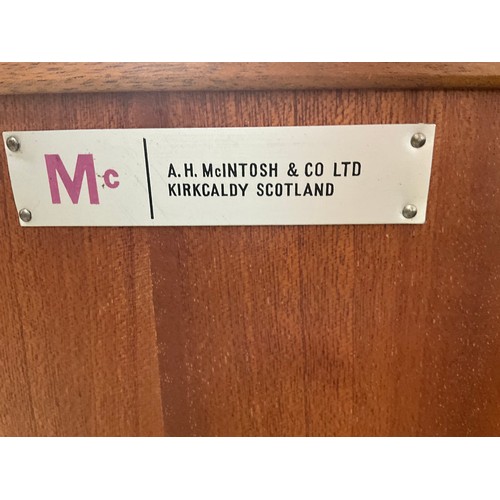 Mc
A.H. McINTOSH & CO LTD
KIRKCALDY SCOTLAND